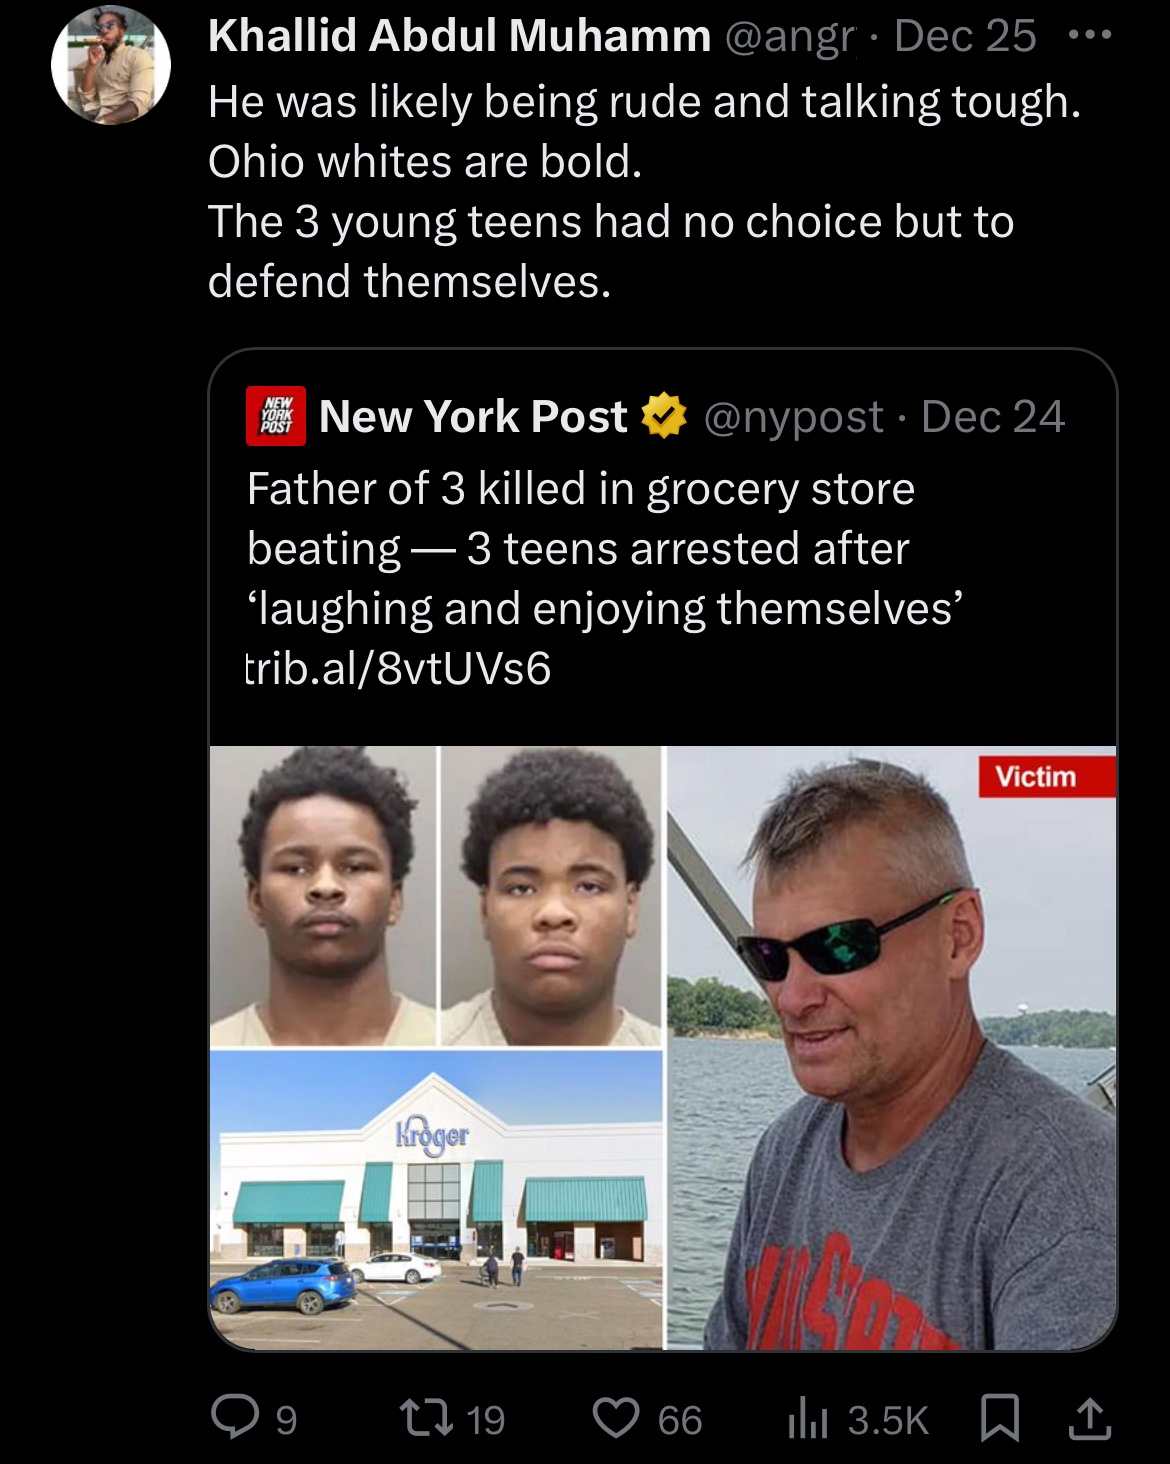 Khallid Abdul Muhamm @angr · Dec 25
He was likely being rude and talking tough.
Ohio whites are bold.
The 3 young teens had no choice but to
defend themselves.
NEW
YORK
POST
New York Post @nypost · Dec 24
Father of 3 killed in grocery store
beating — 3 teens arrested after
‘laughing and enjoying themselves’
trib.al/8vtUVs6
Victim
Kroger
9 19 66 3.5K